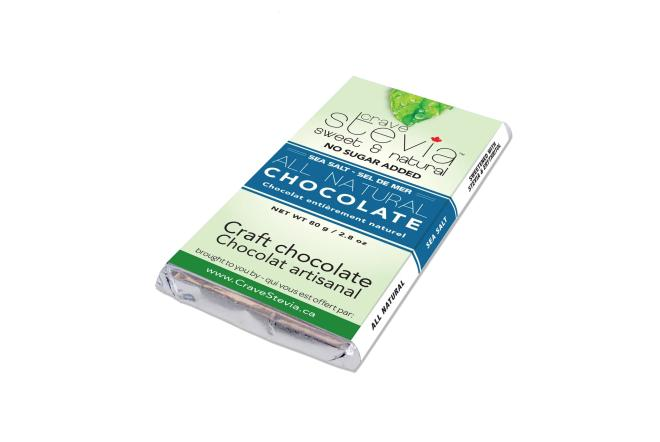 crave
stevia™
sweet & natural
NO SUGAR ADDED
SEA SALT - SEL DE MER
ALL NATURAL
CHOCOLATE
Chocolat entièrement naturel
NET WT 80 g / 2.8 oz
Craft chocolate
Chocolat artisanal
brought to you by - qui vous est offert par:
www.CraveStevia.ca
ALL NATURAL
SEA SALT
SWEETENED WITH
STEVIA & ERYTHRITOL